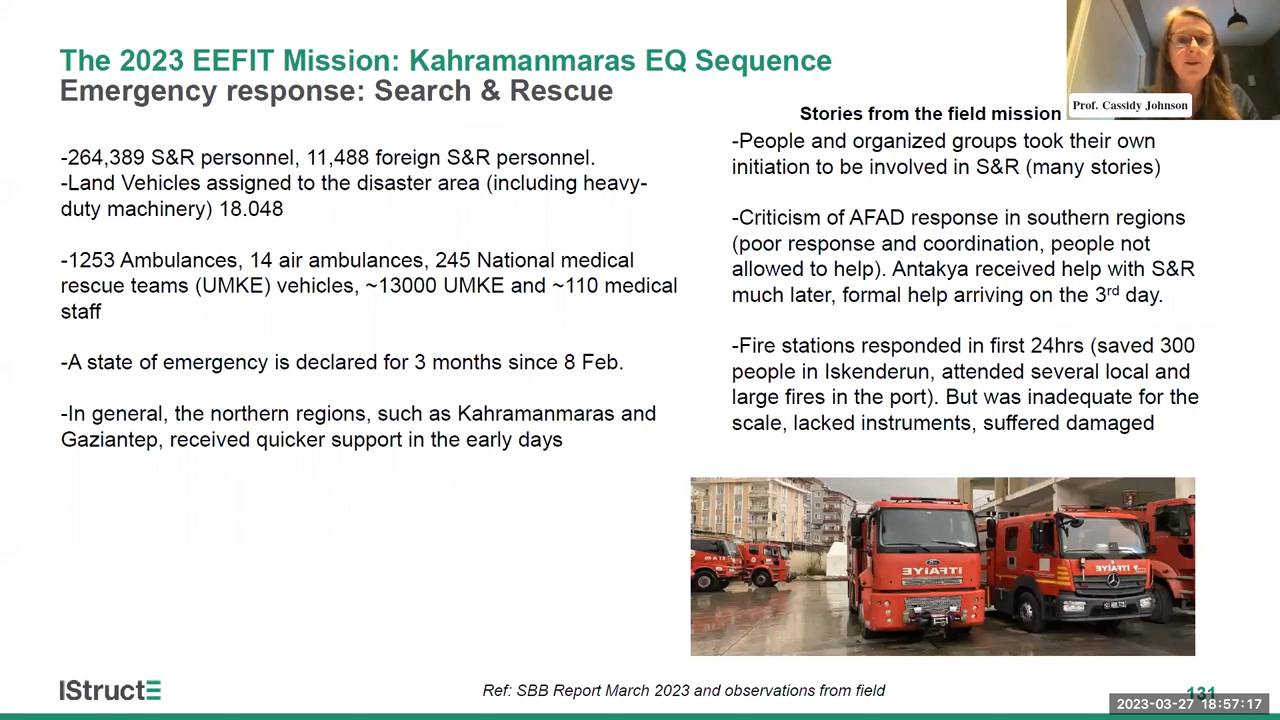 The 2023 EEFIT Mission: Kahramanmaras EQ Sequence
Emergency response: Search & Rescue
Prof. Cassidy Johnson
-264,389 S&R personnel, 11,488 foreign S&R personnel.
-Land Vehicles assigned to the disaster area (including heavy-
duty machinery) 18.048
-1253 Ambulances, 14 air ambulances, 245 National medical
rescue teams (UMKE) vehicles, ~13000 UMKE and ~110 medical
staff
-A state of emergency is declared for 3 months since 8 Feb.
-In general, the northern regions, such as Kahramanmaras and
Gaziantep, received quicker support in the early days
Stories from the field mission
-People and organized groups took their own
initiation to be involved in S&R (many stories)
-Criticism of AFAD response in southern regions
(poor response and coordination, people not
allowed to help). Antakya received help with S&R
much later, formal help arriving on the 3rd day.
-Fire stations responded in first 24hrs (saved 300
people in Iskenderun, attended several local and
large fires in the port). But was inadequate for the
scale, lacked instruments, suffered damaged
İTFAİYE
İTFAİYE
IStructE
Ref: SBB Report March 2023 and observations from field
131
2023-03-27 18:57:17